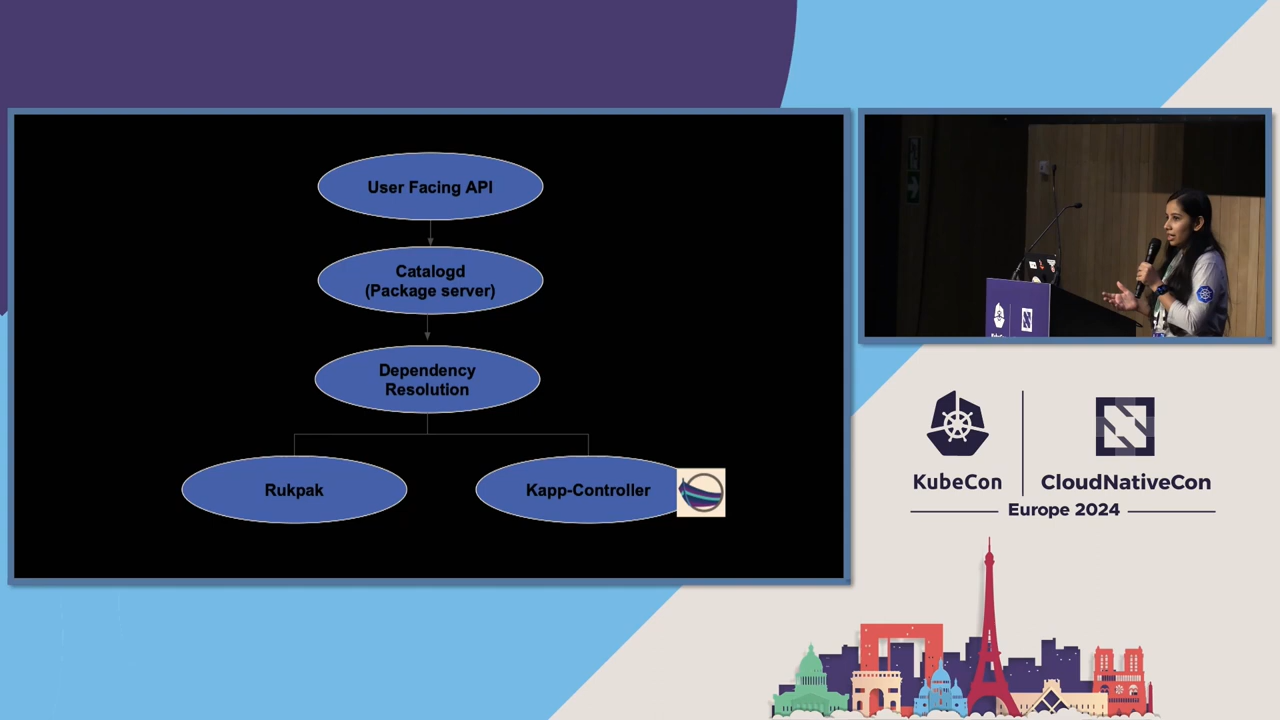 User Facing API
Catalogd
(Package server)
Dependency
Resolution
Rukpak
Kapp-Controller
KubeCon
CloudNativeCon
Europe 2024